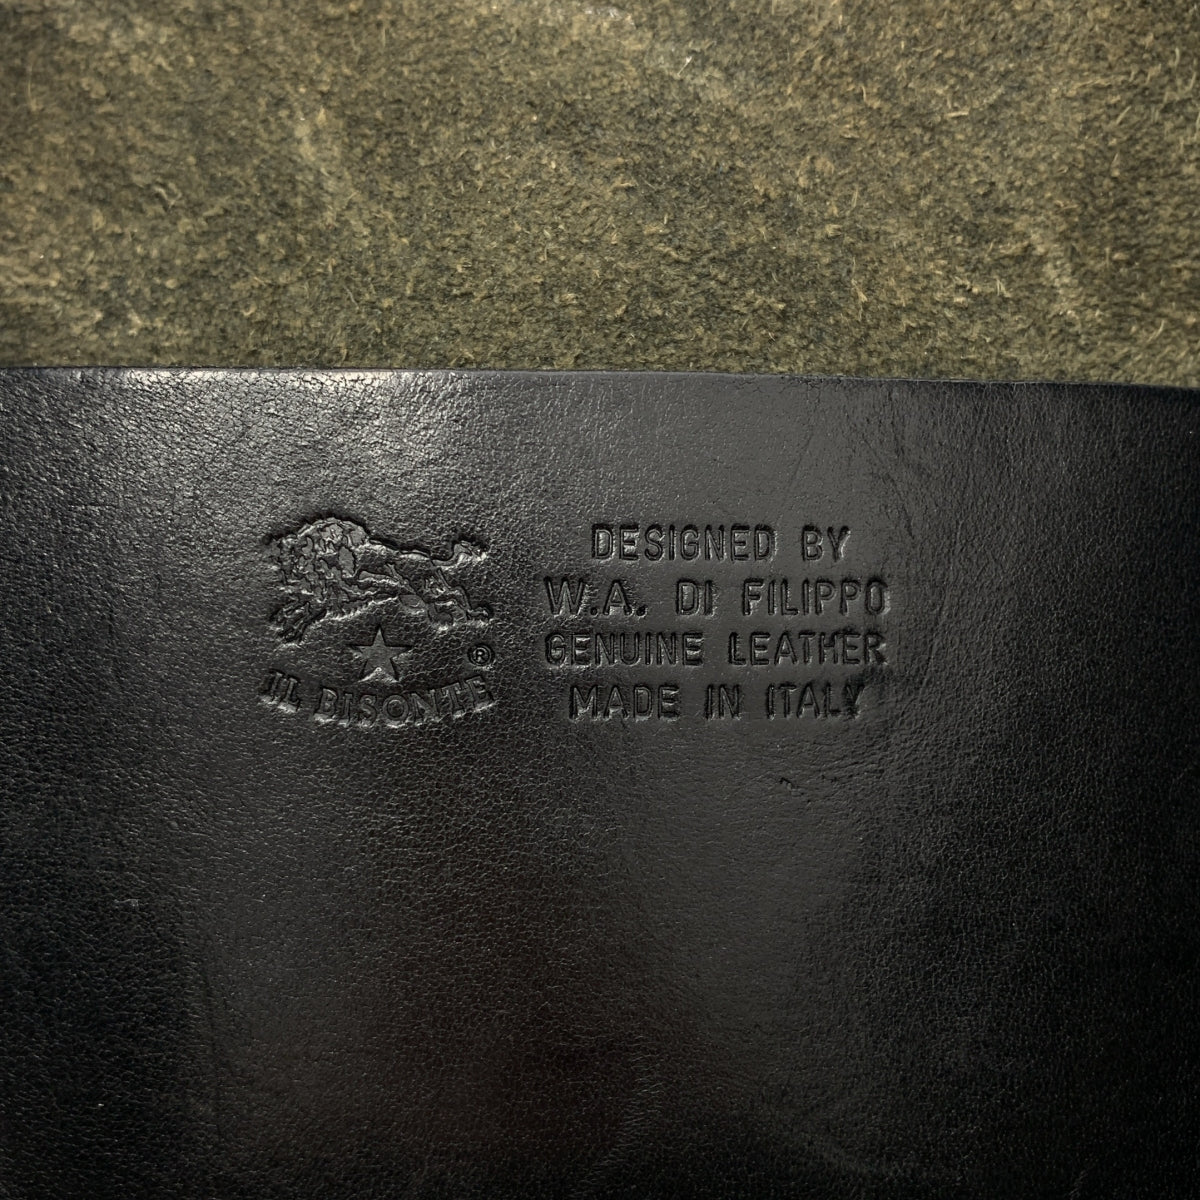 IL BISONTE ®
DESIGNED BY
W.A. DI FILIPPO
GENUINE LEATHER
MADE IN ITALY